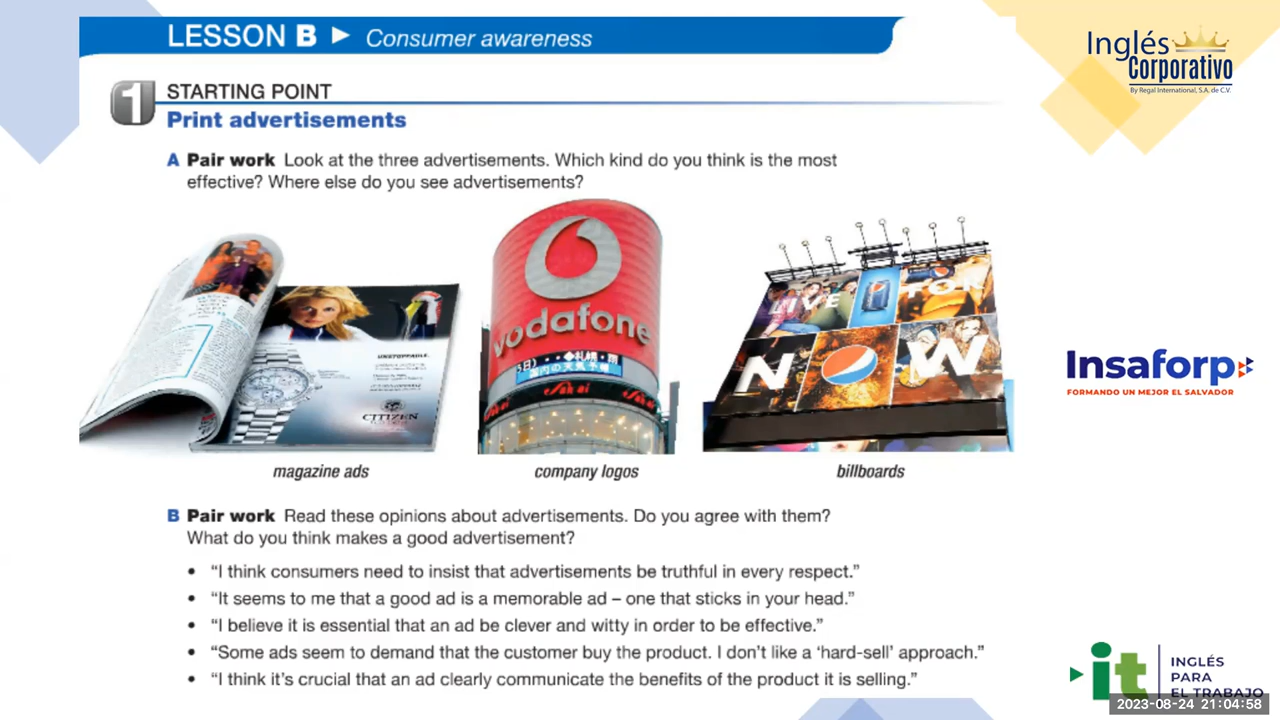 LESSON B ▶ Consumer awareness
Inglés
Corporativo
By Regal International, S.A. de C.V.
1 STARTING POINT
Print advertisements
A Pair work Look at the three advertisements. Which kind do you think is the most
effective? Where else do you see advertisements?
UNSTOPPABLE.
CITIZEN
vodafone
LIVE FOR
NOW
Insaforp
FORMANDO UN MEJOR EL SALVADOR
magazine ads
company logos
billboards
B Pair work Read these opinions about advertisements. Do you agree with them?
What do you think makes a good advertisement?
• “I think consumers need to insist that advertisements be truthful in every respect.”
• “It seems to me that a good ad is a memorable ad – one that sticks in your head.”
• “I believe it is essential that an ad be clever and witty in order to be effective.”
• “Some ads seem to demand that the customer buy the product. I don’t like a ‘hard-sell’ approach.”
• “I think it’s crucial that an ad clearly communicate the benefits of the product it is selling.”
it
INGLÉS
PARA
EL TRABAJO
2023-08-24 21:04:58